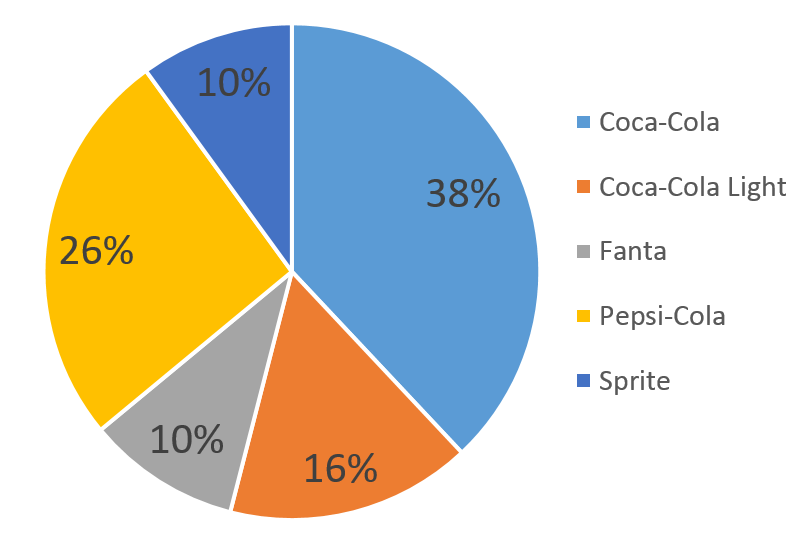 10%
38%
26%
10%
16%
Coca-Cola
Coca-Cola Light
Fanta
Pepsi-Cola
Sprite